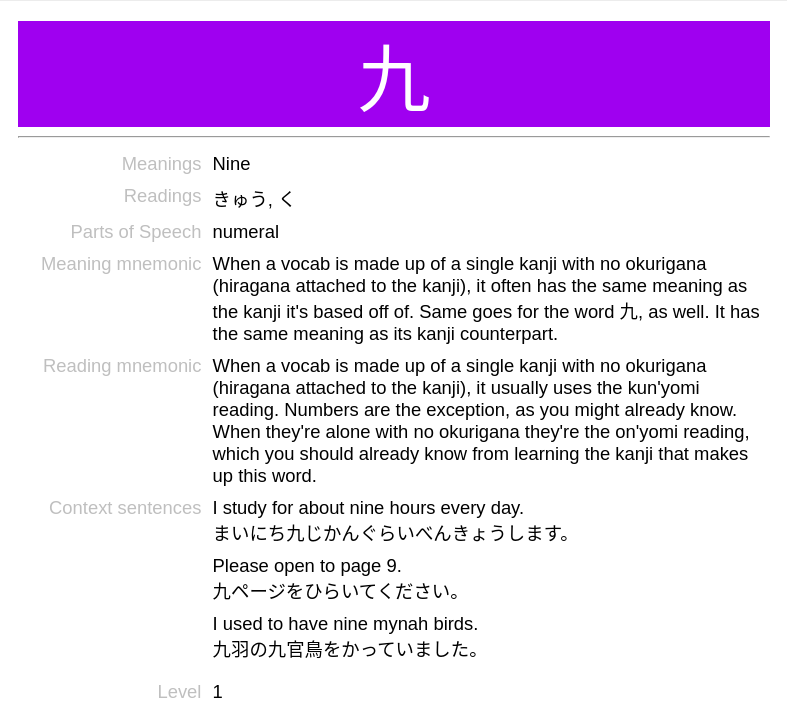 九
Meanings Nine
Readings きゅう, く
Parts of Speech numeral
Meaning mnemonic When a vocab is made up of a single kanji with no okurigana
(hiragana attached to the kanji), it often has the same meaning as
the kanji it's based off of. Same goes for the word 九, as well. It has
the same meaning as its kanji counterpart.
Reading mnemonic When a vocab is made up of a single kanji with no okurigana
(hiragana attached to the kanji), it usually uses the kun'yomi
reading. Numbers are the exception, as you might already know.
When they're alone with no okurigana they're the on'yomi reading,
which you should already know from learning the kanji that makes
up this word.
Context sentences I study for about nine hours every day.
まいにち九じかんぐらいべんきょうします。
Please open to page 9.
九ページをひらいてください。
I used to have nine mynah birds.
九羽の九官鳥をかっていました。
Level 1